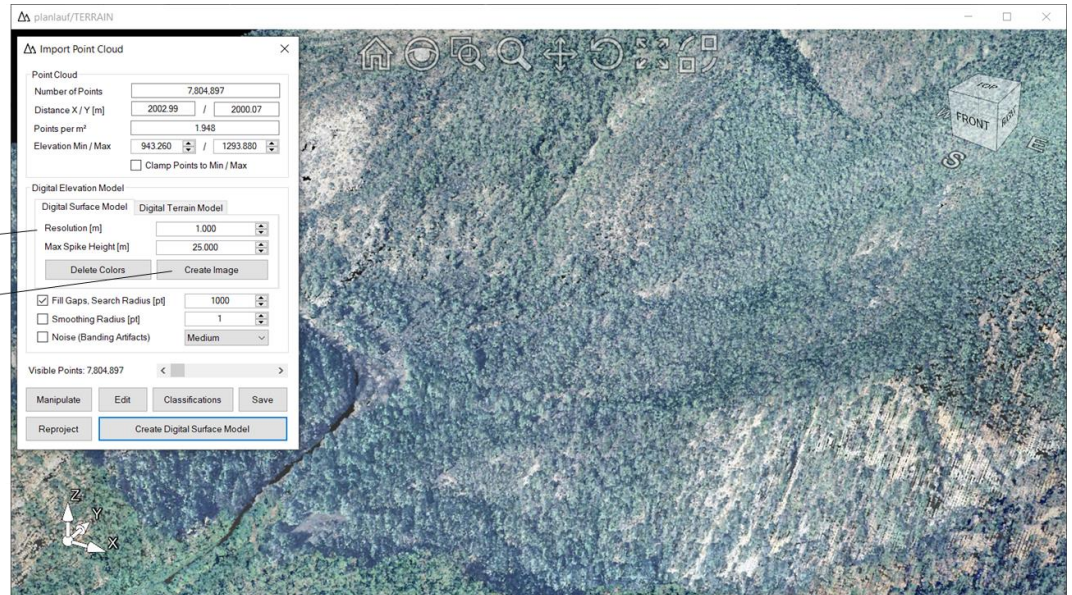 planlauf/TERRAIN
Import Point Cloud
Point Cloud
Number of Points 7,804,897
Distance X / Y [m] 2002.99 / 2000.07
Points per m² 1.948
Elevation Min / Max 943.260 / 1293.880
Clamp Points to Min / Max
Digital Elevation Model
Digital Surface Model Digital Terrain Model
Resolution [m] 1.000
Max Spike Height [m] 25.000
Delete Colors Create Image
Fill Gaps, Search Radius [pt] 1000
Smoothing Radius [pt] 1
Noise (Banding Artifacts) Medium
Visible Points: 7,804,897
Manipulate Edit Classifications Save
Reproject Create Digital Surface Model
TOP
FRONT RIGHT
S E
Z
Y
X